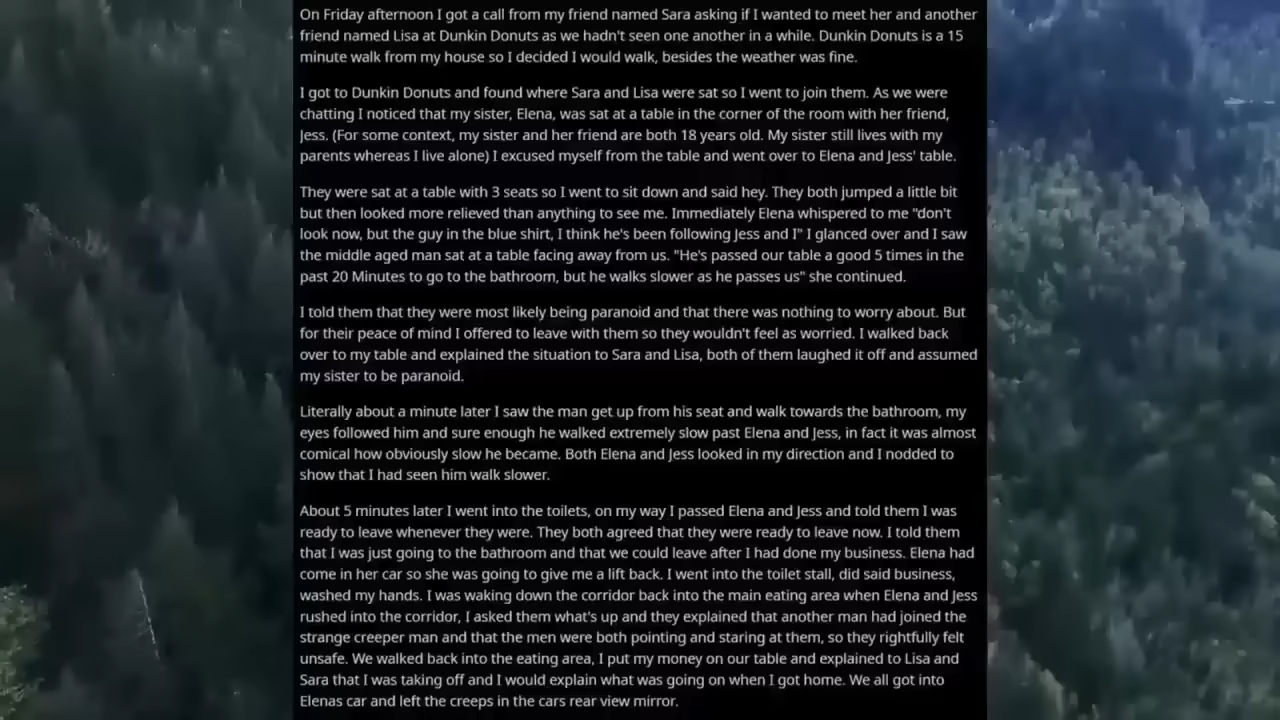 On Friday afternoon I got a call from my friend named Sara asking if I wanted to meet her and another
friend named Lisa at Dunkin Donuts as we hadn't seen one another in a while. Dunkin Donuts is a 15
minute walk from my house so I decided I would walk, besides the weather was fine.
I got to Dunkin Donuts and found where Sara and Lisa were sat so I went to join them. As we were
chatting I noticed that my sister, Elena, was sat at a table in the corner of the room with her friend,
Jess. (For some context, my sister and her friend are both 18 years old. My sister still lives with my
parents whereas I live alone) I excused myself from the table and went over to Elena and Jess' table.
They were sat at a table with 3 seats so I went to sit down and said hey. They both jumped a little bit
but then looked more relieved than anything to see me. Immediately Elena whispered to me "don't
look now, but the guy in the blue shirt, I think he's been following Jess and I" I glanced over and I saw
the middle aged man sat at a table facing away from us. "He's passed our table a good 5 times in the
past 20 Minutes to go to the bathroom, but he walks slower as he passes us" she continued.
I told them that they were most likely being paranoid and that there was nothing to worry about. But
for their peace of mind I offered to leave with them so they wouldn't feel as worried. I walked back
over to my table and explained the situation to Sara and Lisa, both of them laughed it off and assumed
my sister to be paranoid.
Literally about a minute later I saw the man get up from his seat and walk towards the bathroom, my
eyes followed him and sure enough he walked extremely slow past Elena and Jess, in fact it was almost
comical how obviously slow he became. Both Elena and Jess looked in my direction and I nodded to
show that I had seen him walk slower.
About 5 minutes later I went into the toilets, on my way I passed Elena and Jess and told them I was
ready to leave whenever they were. They both agreed that they were ready to leave now. I told them
that I was just going to the bathroom and that we could leave after I had done my business. Elena had
come in her car so she was going to give me a lift back. I went into the toilet stall, did said business,
washed my hands. I was waking down the corridor back into the main eating area when Elena and Jess
rushed into the corridor, I asked them what's up and they explained that another man had joined the
strange creeper man and that the men were both pointing and staring at them, so they rightfully felt
unsafe. We walked back into the eating area, I put my money on our table and explained to Lisa and
Sara that I was taking off and I would explain what was going on when I got home. We all got into
Elenas car and left the creeps in the cars rear view mirror.